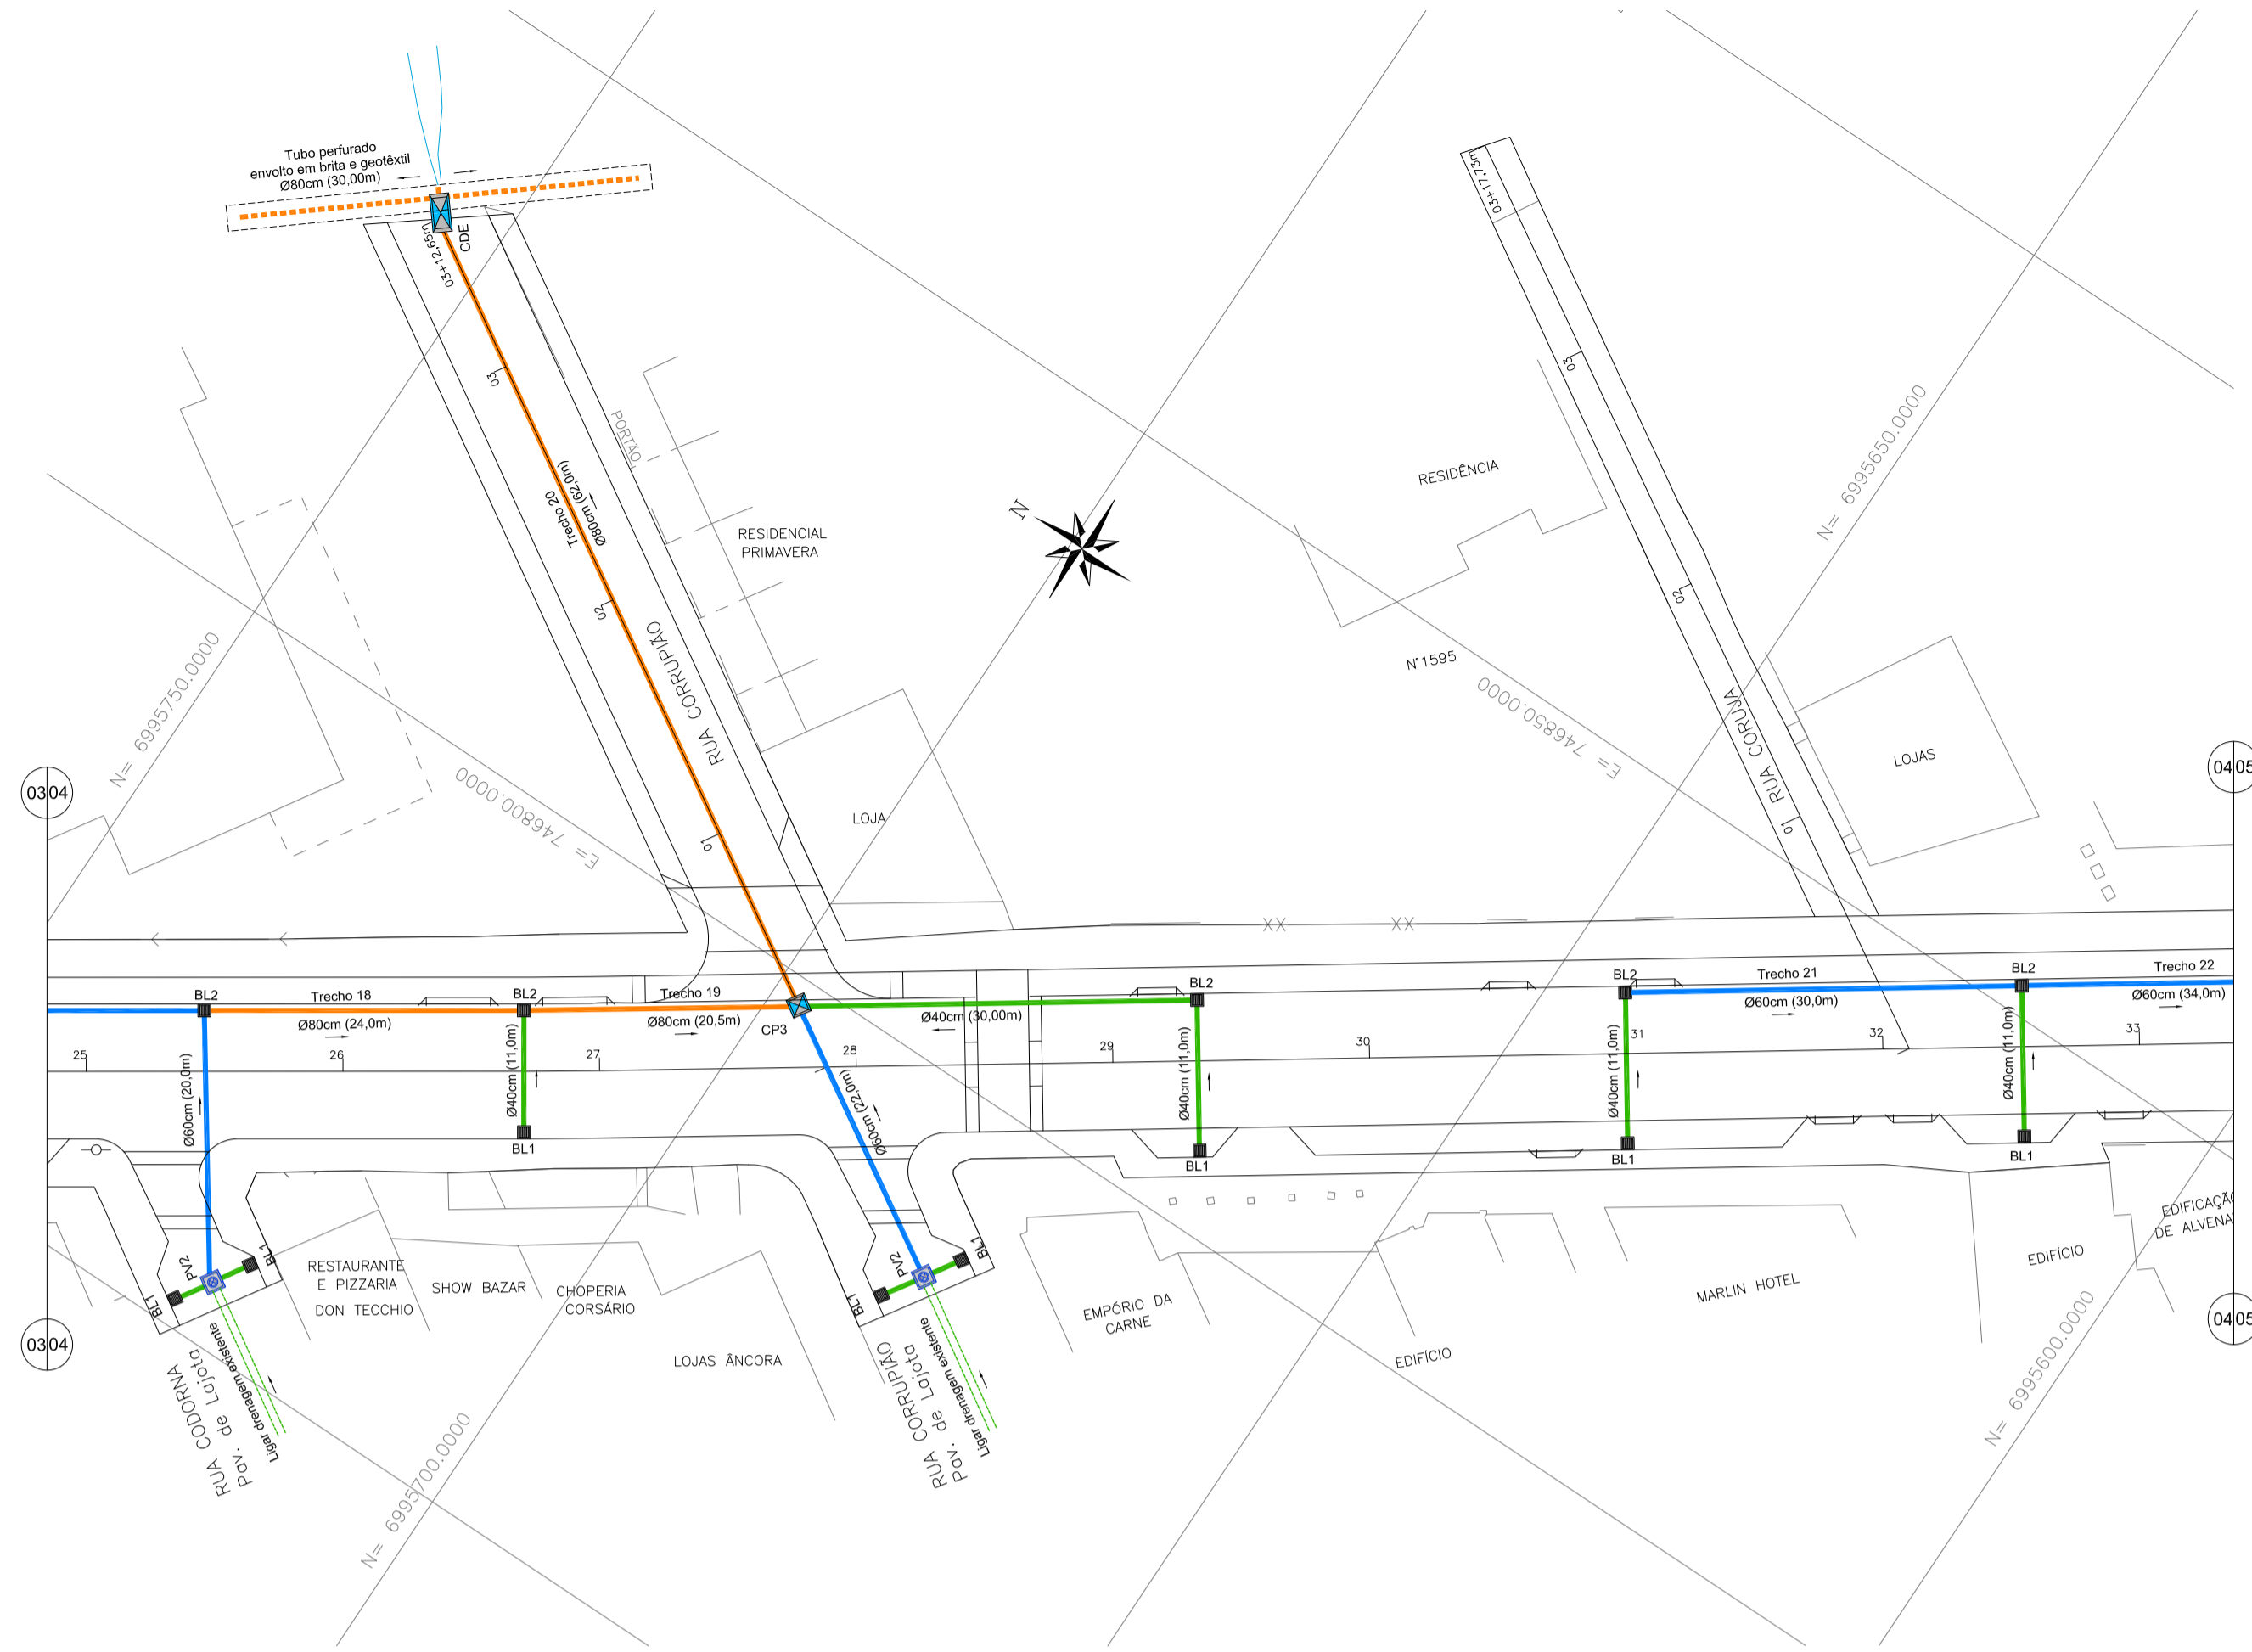 Tubo perfurado
envolto em brita e geotêxtil
Ø80cm (30,00m)
CDE
03+12,65m
03
Trecho 20
Ø80cm (62,0m)
02
01
RUA CORRUPIÃO
PORTÃO
RESIDENCIAL
PRIMAVERA
LOJA
N
03+17,73m
03
02
01
RUA CORUJA
RESIDÊNCIA
N°1595
LOJAS
N= 6995750.0000
E= 746800.0000
E= 746850.0000
N= 6995650.0000
0304
0405
BL2
Trecho 18
Ø80cm (24,0m)
BL2
Trecho 19
Ø80cm (20,5m)
CP3
Ø40cm (30,00m)
BL2
BL2
Trecho 21
Ø60cm (30,0m)
BL2
Trecho 22
Ø60cm (34,0m)
25
26
27
28
29
30
31
32
33
Ø60cm (20,0m)
Ø40cm (11,0m)
BL1
Ø60cm (22,0m)
Ø40cm (11,0m)
BL1
Ø40cm (11,0m)
BL1
Ø40cm (11,0m)
BL1
PV2
BL1
BL1
PV2
BL1
BL1
RESTAURANTE
E PIZZARIA
DON TECCHIO
SHOW BAZAR
CHOPERIA
CORSÁRIO
LOJAS ÂNCORA
EMPÓRIO DA
CARNE
EDIFÍCIO
MARLIN HOTEL
EDIFÍCIO
EDIFICAÇÃO
DE ALVENA
0304
0405
RUA CODORNA
Pav. de Lajota
Ligar drenagem existente
RUA CORRUPIÃO
Pav. de Lajota
Ligar drenagem existente
N= 6995700.0000
N= 6995600.0000